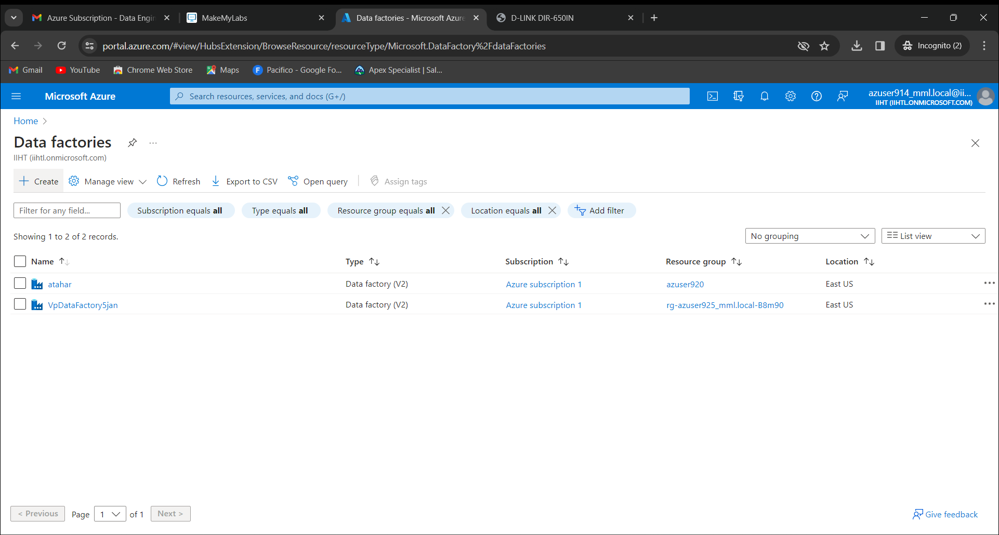 Azure Subscription - Data Engin
MakeMyLabs
Data factories - Microsoft Azure
D-LINK DIR-650IN
portal.azure.com/#view/HubsExtension/BrowseResource/resourceType/Microsoft.DataFactory%2FdataFactories
Incognito (2)
Gmail
YouTube
Chrome Web Store
Maps
Pacifico - Google Fo...
Apex Specialist | Sal...
Microsoft Azure
Search resources, services, and docs (G+/)
azuser914_mml.local@ii...
IIHT (IIHTL.ONMICROSOFT.COM)
Home
Data factories
IIHT (iihtl.onmicrosoft.com)
Create
Manage view
Refresh
Export to CSV
Open query
Assign tags
Filter for any field...
Subscription equals all
Type equals all
Resource group equals all
Location equals all
Add filter
Showing 1 to 2 of 2 records.
No grouping
List view
Name Type Subscription Resource group Location
atahar Data factory (V2) Azure subscription 1 azuser920 East US
VpDataFactory5jan Data factory (V2) Azure subscription 1 rg-azuser925_mml.local-B8m90 East US
< Previous Page 1 of 1 Next >
Give feedback